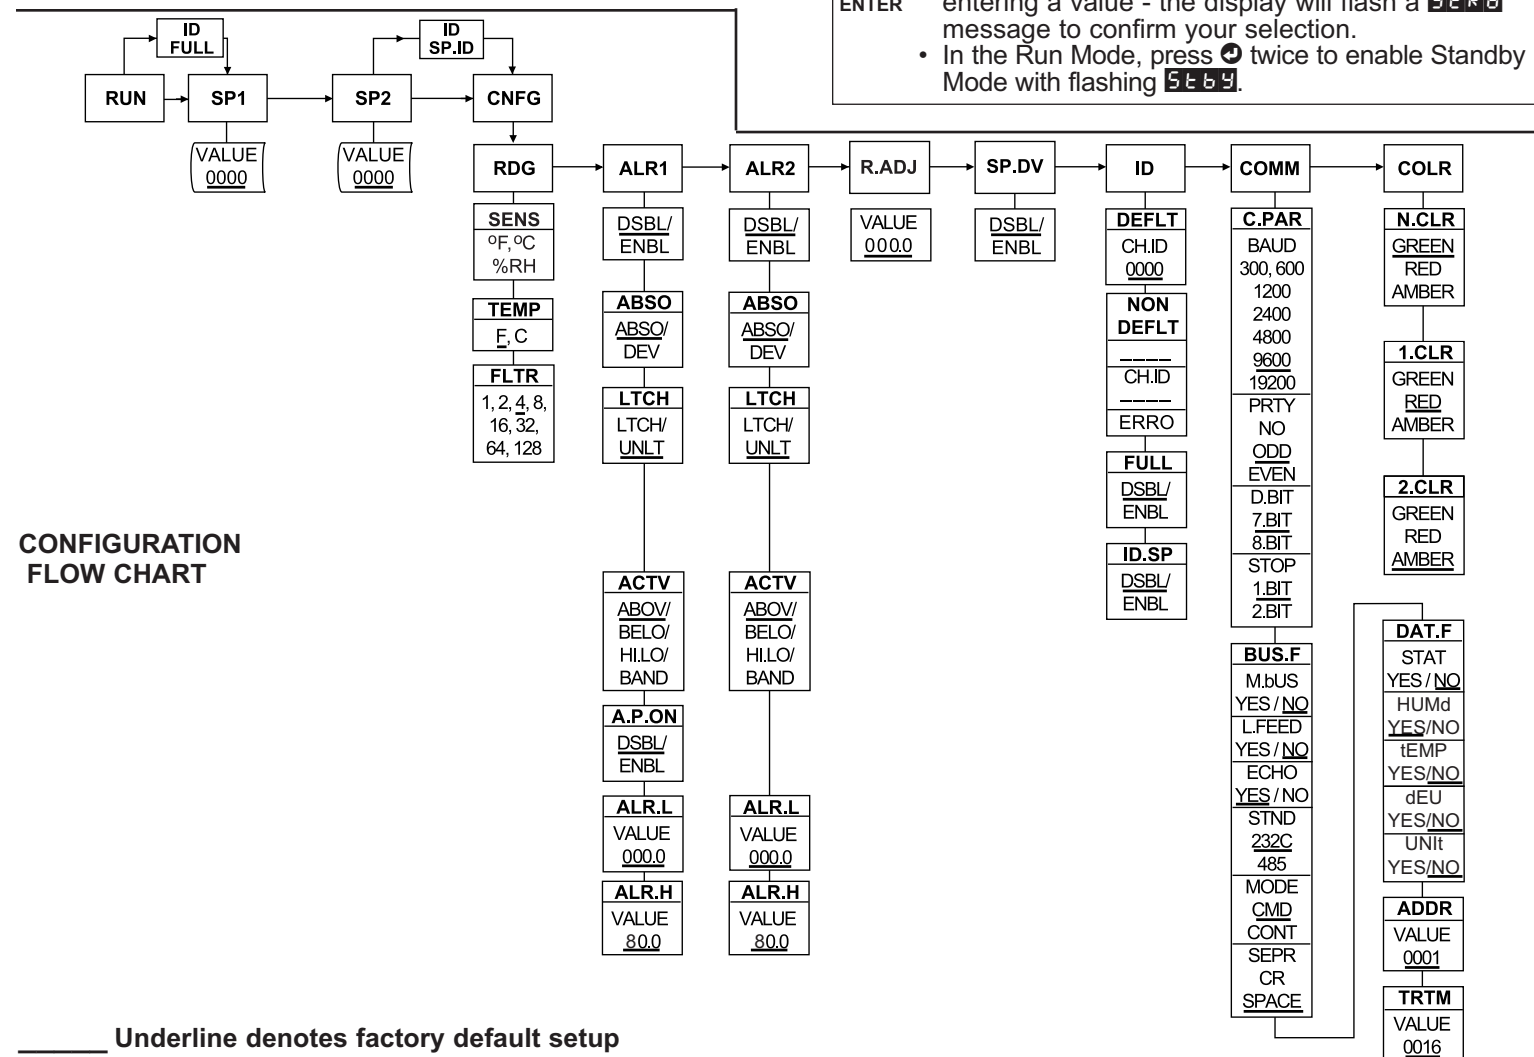 ENTER
entering a value - the display will flash a
message to confirm your selection.
• In the Run Mode, press twice to enable Standby
Mode with flashing Stby.
ID
FULL
ID
SP.ID
RUN
SP1
SP2
CNFG
VALUE
0000
VALUE
0000
RDG
ALR1
ALR2
R.ADJ
SP.DV
ID
COMM
COLR
SENS
ºF,ºC
%RH
TEMP
F, C
FLTR
1, 2, 4, 8,
16, 32,
64, 128
DSBL/
ENBL
ABSO
ABSO/
DEV
LTCH
LTCH/
UNLT
ACTV
ABOV/
BELO/
HI.LO/
BAND
A.P.ON
DSBL/
ENBL
ALR.L
VALUE
000.0
ALR.H
VALUE
80.0
DSBL/
ENBL
ABSO
ABSO/
DEV
LTCH
LTCH/
UNLT
ACTV
ABOV/
BELO/
HI.LO/
BAND
ALR.L
VALUE
000.0
ALR.H
VALUE
80.0
VALUE
000.0
DSBL/
ENBL
DEFLT
CH.ID
0000
NON
DEFLT
_ _ _ _
CH.ID
_ _ _ _
ERRO
FULL
DSBL/
ENBL
ID.SP
DSBL/
ENBL
C.PAR
BAUD
300, 600
1200
2400
4800
9600
19200
PRTY
NO
ODD
EVEN
D.BIT
7.BIT
8.BIT
STOP
1.BIT
2.BIT
BUS.F
M.bUS
YES / NO
L.FEED
YES / NO
ECHO
YES / NO
STND
232C
485
MODE
CMD
CONT
SEPR
CR
SPACE
N.CLR
GREEN
RED
AMBER
1.CLR
GREEN
RED
AMBER
2.CLR
GREEN
RED
AMBER
DAT.F
STAT
YES / NO
HUMd
YES/NO
tEMP
YES/NO
dEU
YES/NO
UNIt
YES/NO
ADDR
VALUE
0001
TRTM
VALUE
0016
CONFIGURATION
FLOW CHART
______ Underline denotes factory default setup